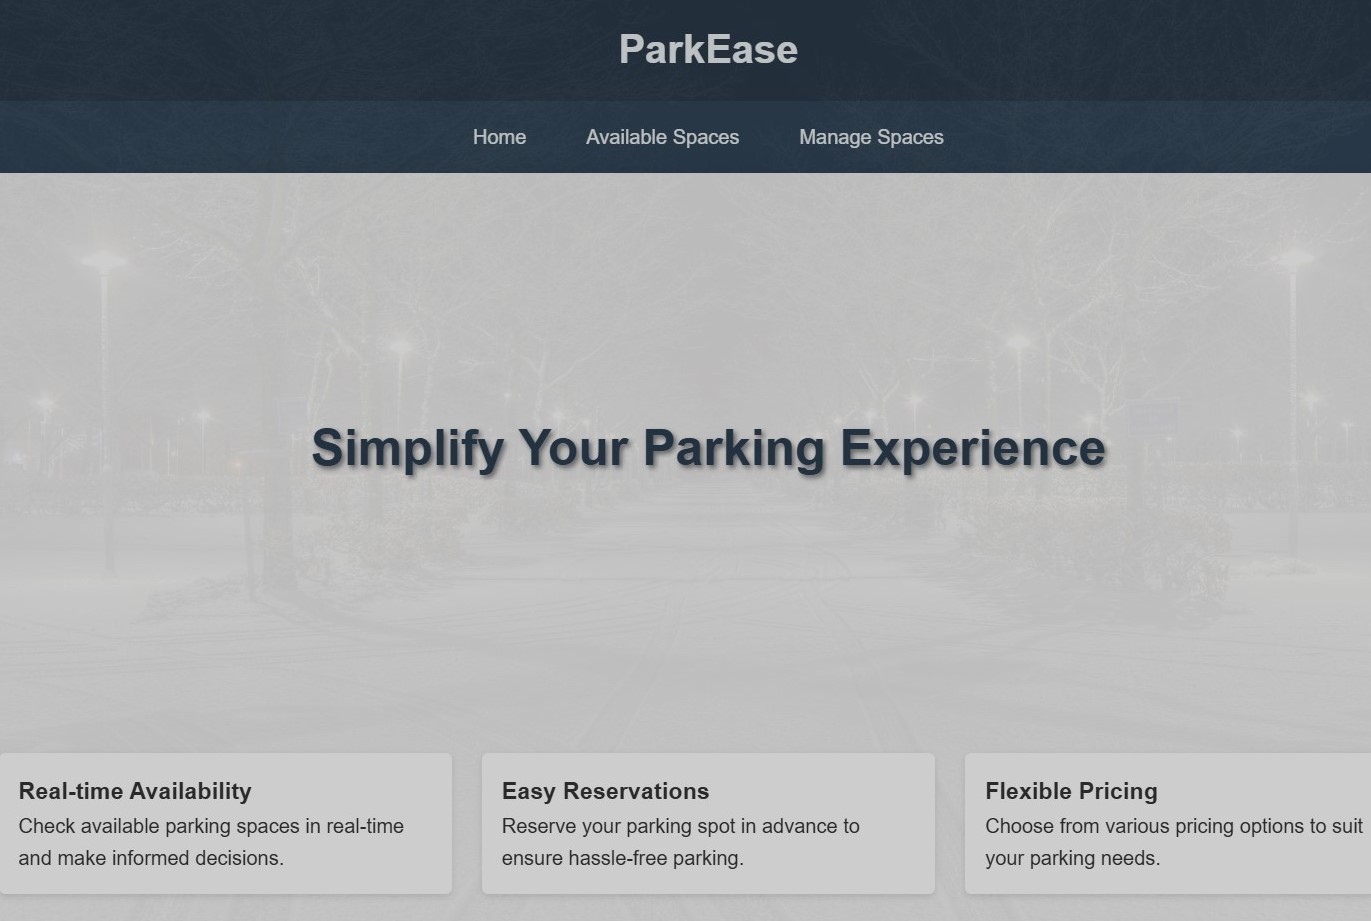 ParkEase
Home Available Spaces Manage Spaces
Simplify Your Parking Experience
Real-time Availability
Check available parking spaces in real-time
and make informed decisions.
Easy Reservations
Reserve your parking spot in advance to
ensure hassle-free parking.
Flexible Pricing
Choose from various pricing options to suit
your parking needs.